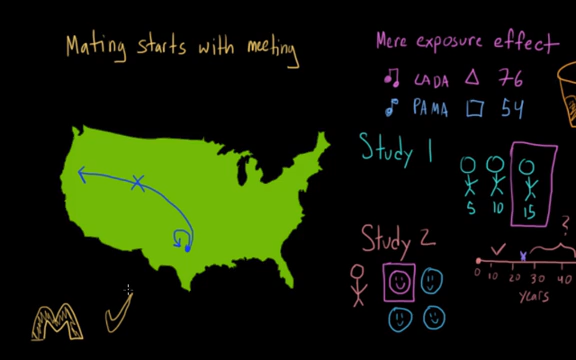 Mating starts with meeting
Mere exposure effect
LADA 76
PAMA 54
Study 1
5 10 15
Study 2
?
0 10 20 30 40
years
M